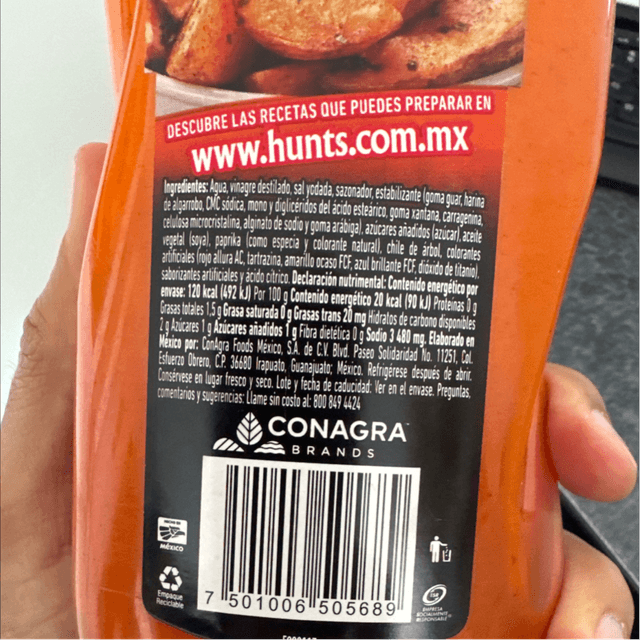 DESCUBRE LAS RECETAS QUE PUEDES PREPARAR EN
www.hunts.com.mx
Ingredientes: Agua, vinagre destilado, sal yodada, sazonador, estabilizante (goma guar, harina
de algarrobo, CMC sódica, mono y diglicéridos del ácido esteárico, goma xantana, carragenina,
celulosa microcristalina, alginato de sodio y goma arábiga), azúcares añadidos (azúcar), aceite
vegetal (soya), paprika (como especia y colorante natural), chile de árbol, colorantes
artificiales (rojo allura AC, tartrazina, amarillo ocaso FCF, azul brillante FCF, dióxido de titanio),
saborizantes artificiales y ácido cítrico. Declaración nutrimental: Contenido energético por
envase: 120 kcal (492 kJ) Por 100 g Contenido energético 20 kcal (90 kJ) Proteínas 0 g
Grasas totales 1,5 g Grasa saturada 0 g Grasas trans 20 mg Hidratos de carbono disponibles
2 g Azúcares 1 g Azúcares añadidos 1 g Fibra dietética 0 g Sodio 3 480 mg. Elaborado en
México por: ConAgra Foods México, S.A. de C.V. Blvd. Paseo Solidaridad No. 11251, Col.
Esfuerzo Obrero, C.P. 36680 Irapuato, Guanajuato; México. Refrigérese después de abrir.
Consérvese en lugar fresco y seco. Lote y fecha de caducidad: Ver en el envase. Preguntas,
comentarios y sugerencias: Llame sin costo al: 800 849 4424
CONAGRA
BRANDS
HECHO EN
MÉXICO
Empaque
Reciclable
7 501006 505689
EMPRESA
SOCIALMENTE
RESPONSABLE